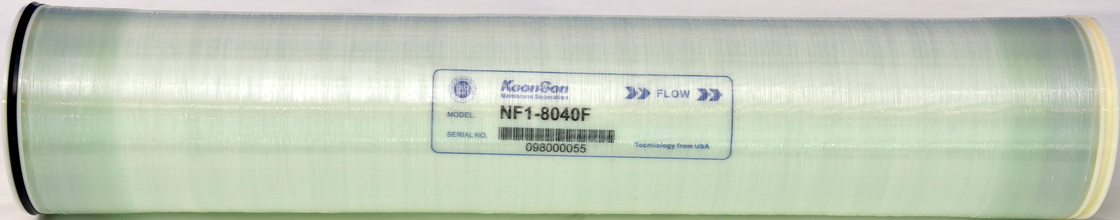 KoonSon
Membrane Separation
FLOW
MODEL NF1-8040F
SERIAL NO.
098000055
Technology from USA